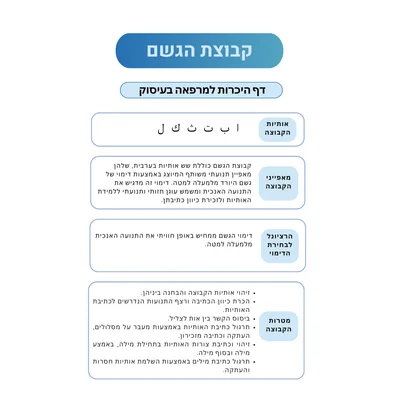 קבוצת הגשם
דף היכרות למרפאה בעיסוק
אותיות
הקבוצה
ا ب ت ث ك ل
מאפייני
הקבוצה
קבוצת הגשם כוללת שש אותיות בערבית, שלהן
מאפיין תנועתי משותף המיוצג באמצעות דימוי של
גשם היורד מלמעלה למטה. דימוי זה מדגיש את
התנועה האנכית ומשמש עוגן חזותי ותנועתי ללמידת
האותיות ולזכירת כיוון כתיבתן.
הרציונל
לבחירת
הדימוי
דימוי הגשם ממחיש באופן חוויתי את התנועה האנכית
מלמעלה למטה.
מטרות
הקבוצה
• זיהוי אותיות הקבוצה והבחנה ביניהן.
• הכרת כיוון הכתיבה ורצף התנועות הנדרשים לכתיבת
האותיות.
• ביסוס הקשר בין אות לצליל.
• תרגול כתיבת האותיות באמצעות מעבר על מסלולים,
העתקה וכתיבה מזכירון.
• זיהוי וכתיבת צורות האותיות בתחילת מילה, באמצע
מילה ובסוף מילה.
• תרגול כתיבת מילים באמצעות השלמת אותיות חסרות
והעתקה.